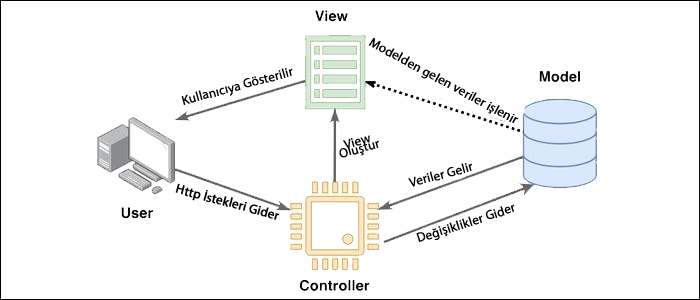 View
Kullanıcıya Gösterilir
Modelden gelen veriler işlenir
Model
View
Oluştur
Http İstekleri Gider
Veriler Gelir
User
Değişiklikler Gider
Controller